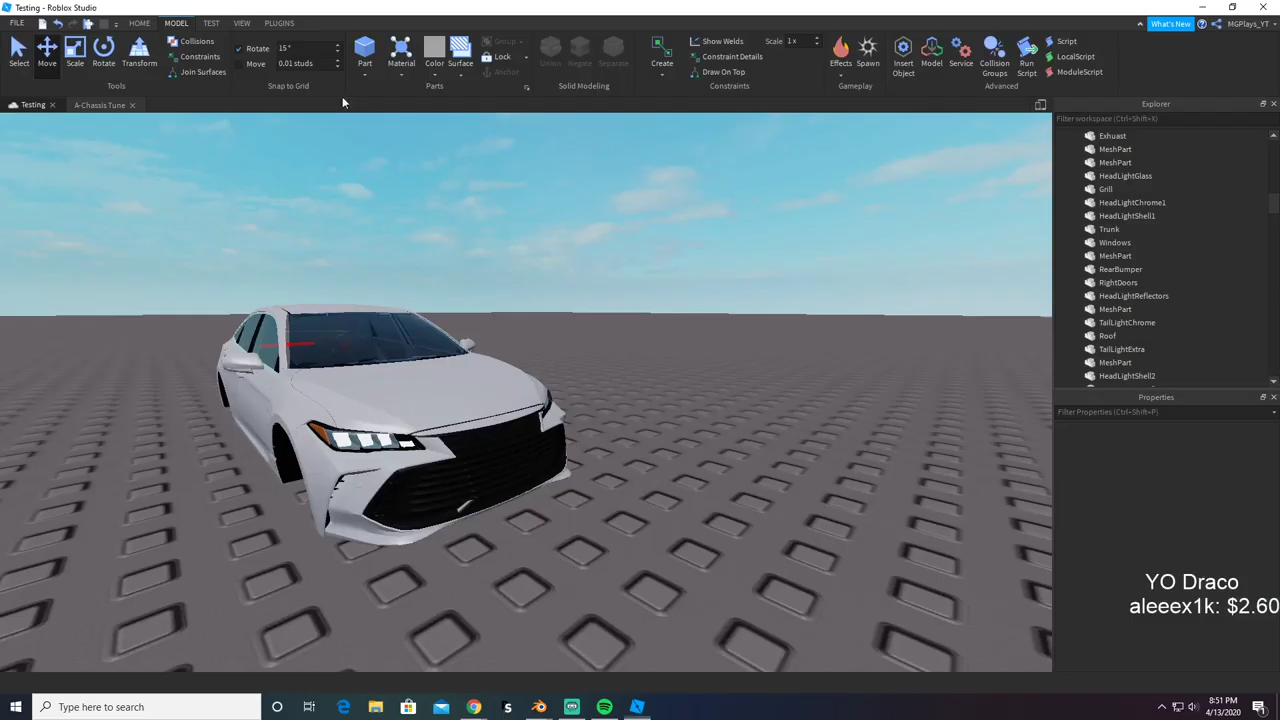 Testing - Roblox Studio
FILE HOME MODEL TEST VIEW PLUGINS What's New MGPlays_YT
Select Move Scale Rotate Transform Collisions Constraints Join Surfaces
Tools
Rotate 15°
Move 0.01 studs
Snap to Grid
Part Material Color Surface Group Lock Anchor
Parts
Union Negate Separate
Solid Modeling
Create Show Welds Scale 1 x
Constraint Details
Draw On Top
Constraints
Effects Spawn
Gameplay
Insert Object Model Service Collision Groups Run Script Script LocalScript ModuleScript
Advanced
Testing A-Chassis Tune
Explorer
Filter workspace (Ctrl+Shift+X)
Exhuast
MeshPart
MeshPart
HeadLightGlass
Grill
HeadLightChrome1
HeadLightShell1
Trunk
Windows
MeshPart
RearBumper
RightDoors
HeadLightReflectors
MeshPart
TailLightChrome
Roof
TailLightExtra
MeshPart
HeadLightShell2
Properties
Filter Properties (Ctrl+Shift+P)
YO Draco
aleeex1k: $2.60
Type here to search
8:51 PM
4/13/2020